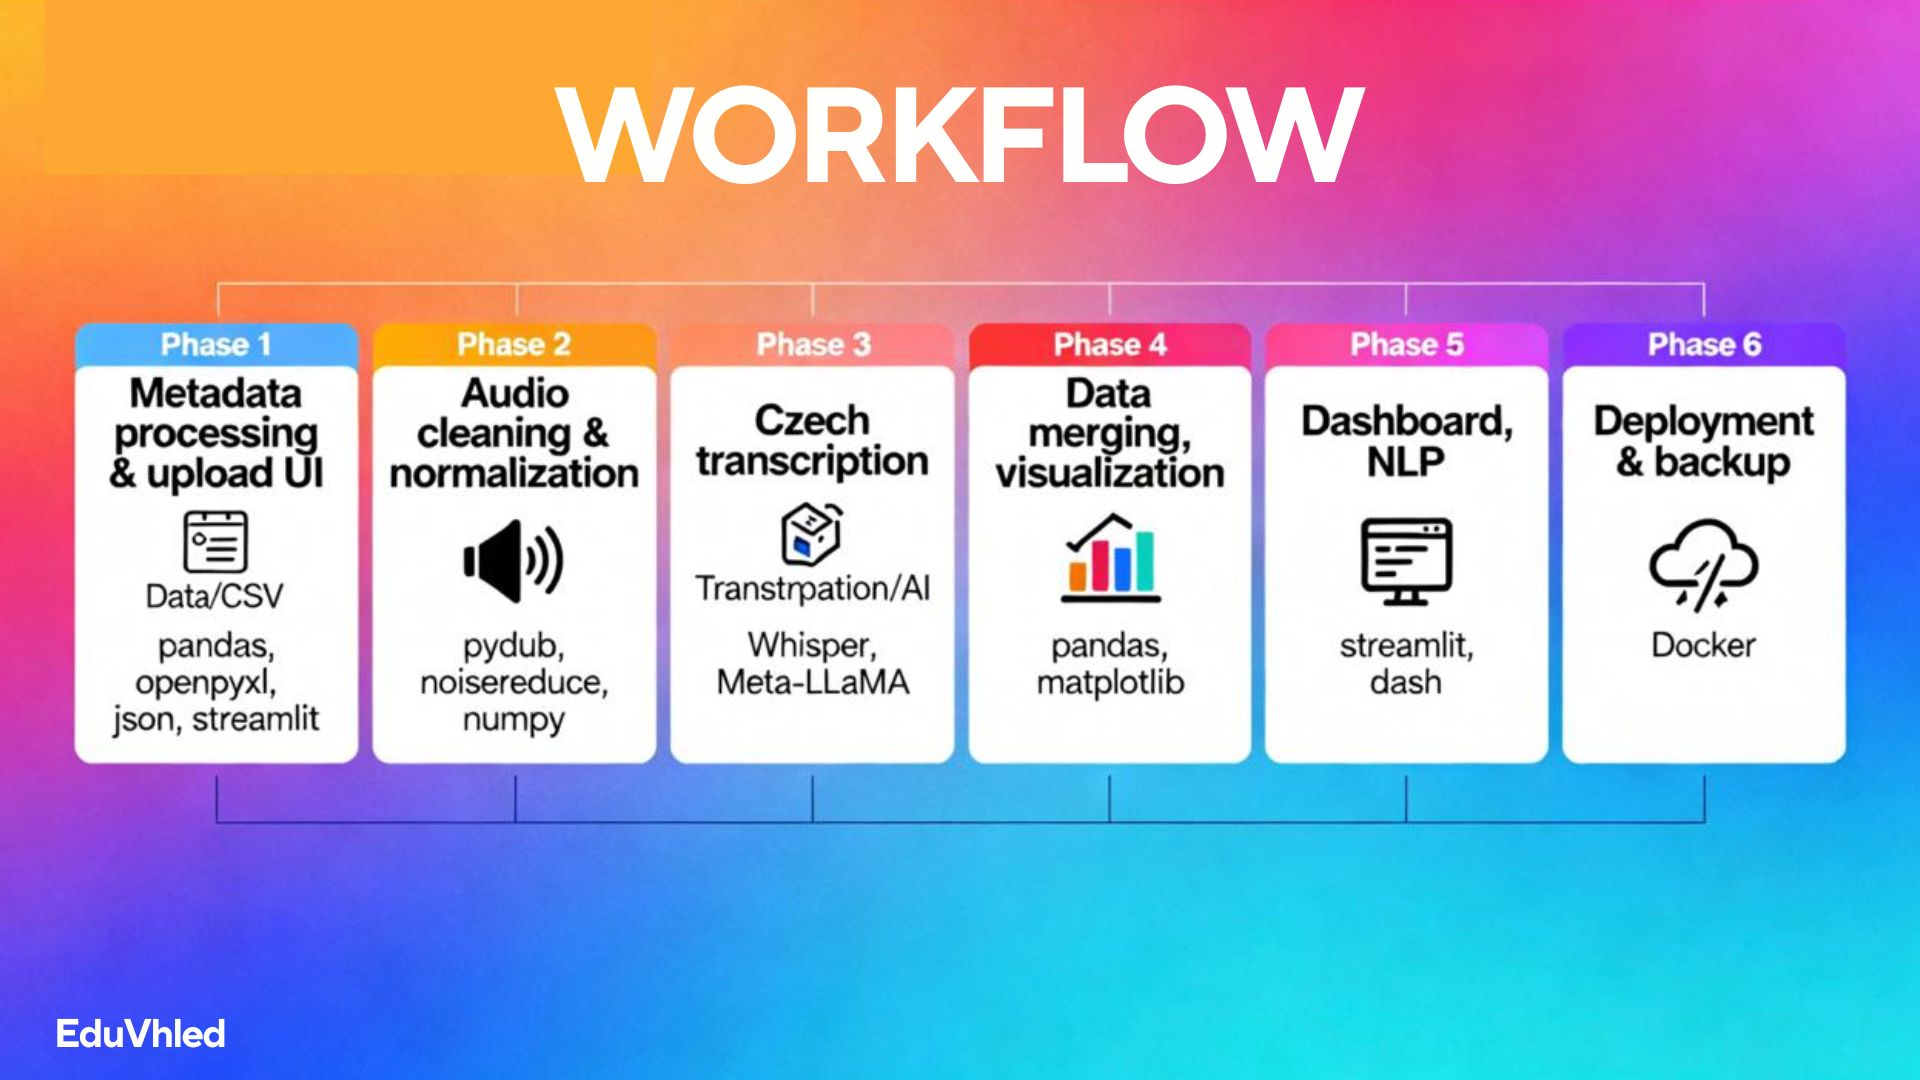 WORKFLOW
Phase 1
Metadata
processing
& upload UI
Data/CSV
pandas,
openpyxl,
json, streamlit
Phase 2
Audio
cleaning &
normalization
pydub,
noisereduce,
numpy
Phase 3
Czech
transcription
Transtrpation/AI
Whisper,
Meta-LLaMA
Phase 4
Data
merging,
visualization
pandas,
matplotlib
Phase 5
Dashboard,
NLP
streamlit,
dash
Phase 6
Deployment
& backup
Docker
EduVhled